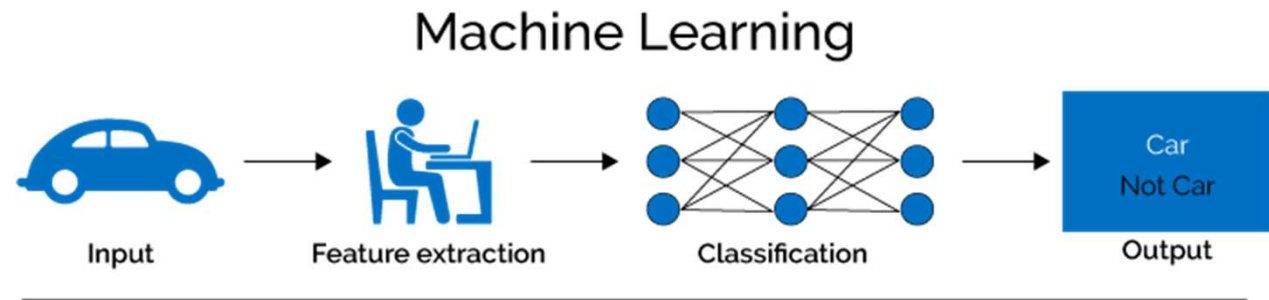 Machine Learning
Car
Not Car
Input
Feature extraction
Classification
Output